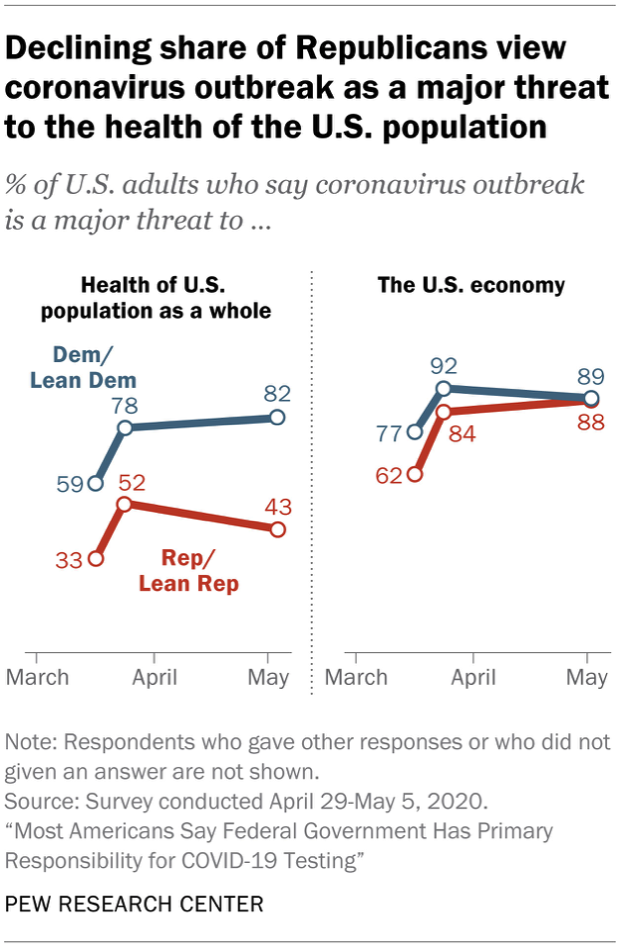 Declining share of Republicans view
coronavirus outbreak as a major threat
to the health of the U.S. population
% of U.S. adults who say coronavirus outbreak
is a major threat to ...
Health of U.S.
population as a whole
Dem/
Lean Dem
78
82
59
52
43
33
Rep/
Lean Rep
March
April
May
The U.S. economy
92
89
77
84
88
62
March
April
May
Note: Respondents who gave other responses or who did not
given an answer are not shown.
Source: Survey conducted April 29-May 5, 2020.
“Most Americans Say Federal Government Has Primary
Responsibility for COVID-19 Testing”
PEW RESEARCH CENTER